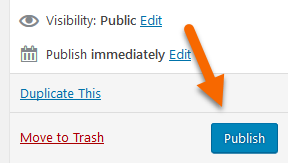 Visibility: Public Edit
Publish immediately Edit
Duplicate This
Move to Trash Publish